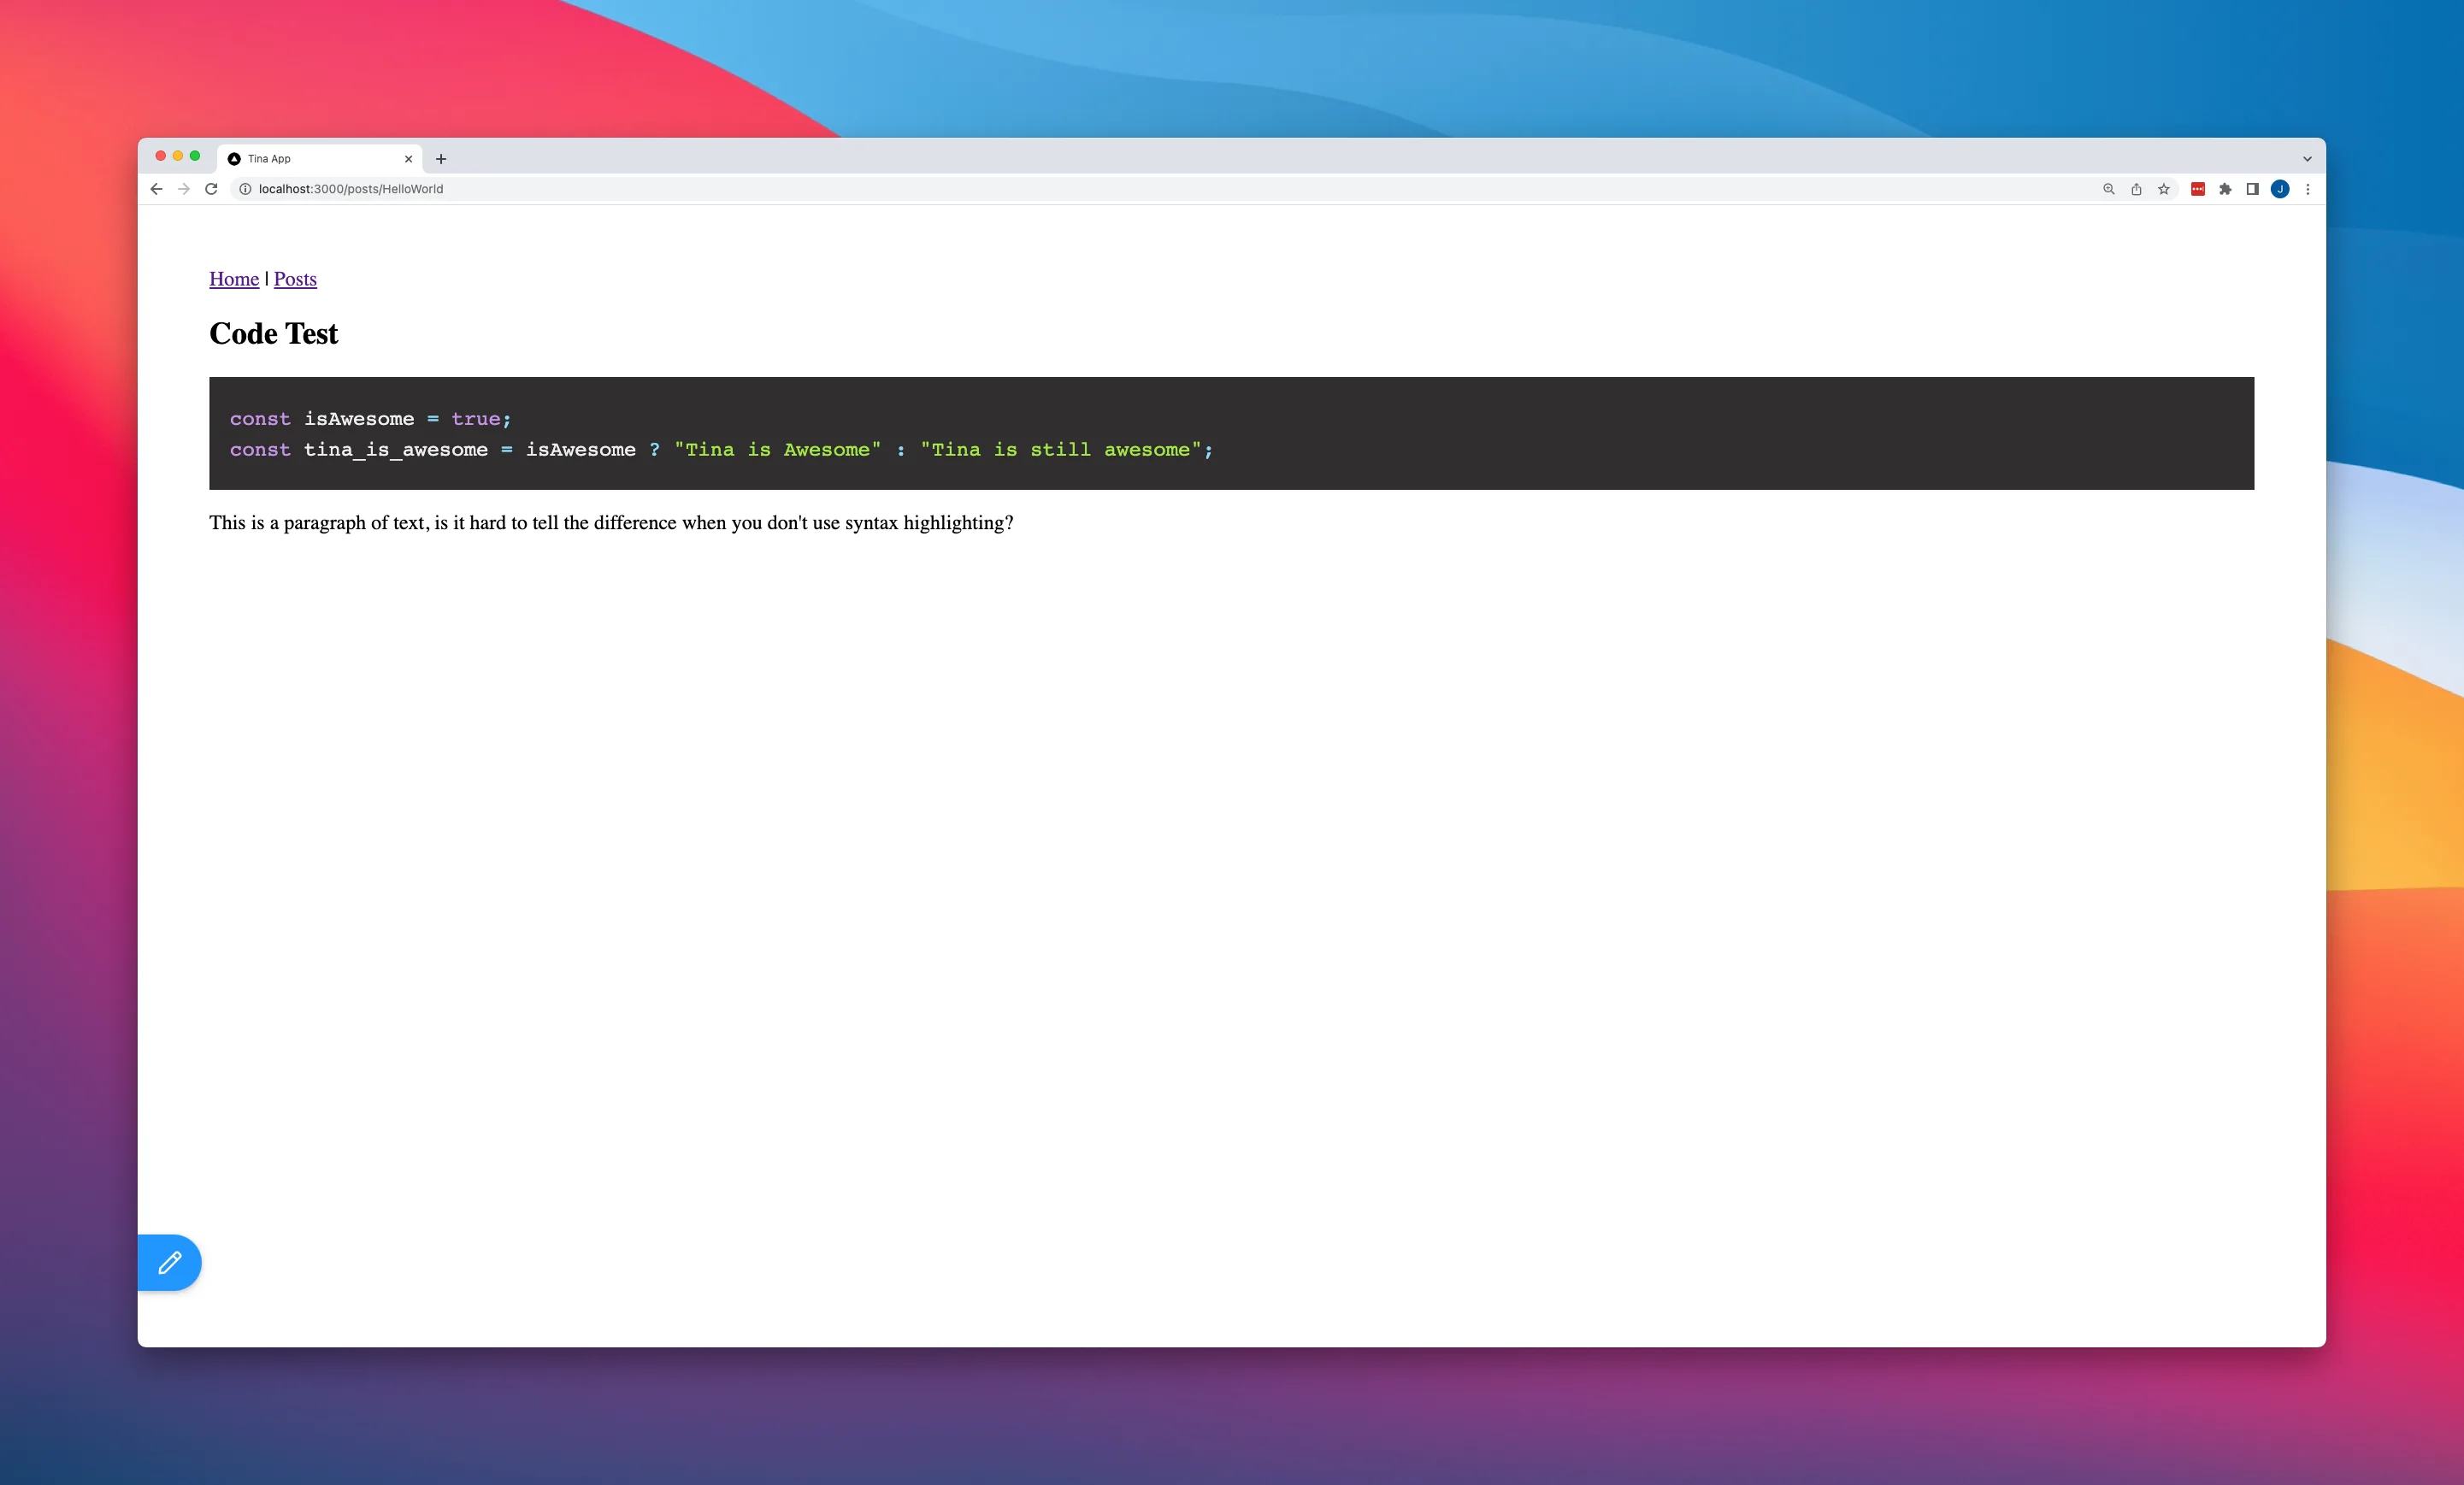 Tina App
localhost:3000/posts/HelloWorld
J
Home | Posts
Code Test
const isAwesome = true;
const tina_is_awesome = isAwesome ? "Tina is Awesome" : "Tina is still awesome";
This is a paragraph of text, is it hard to tell the difference when you don't use syntax highlighting?